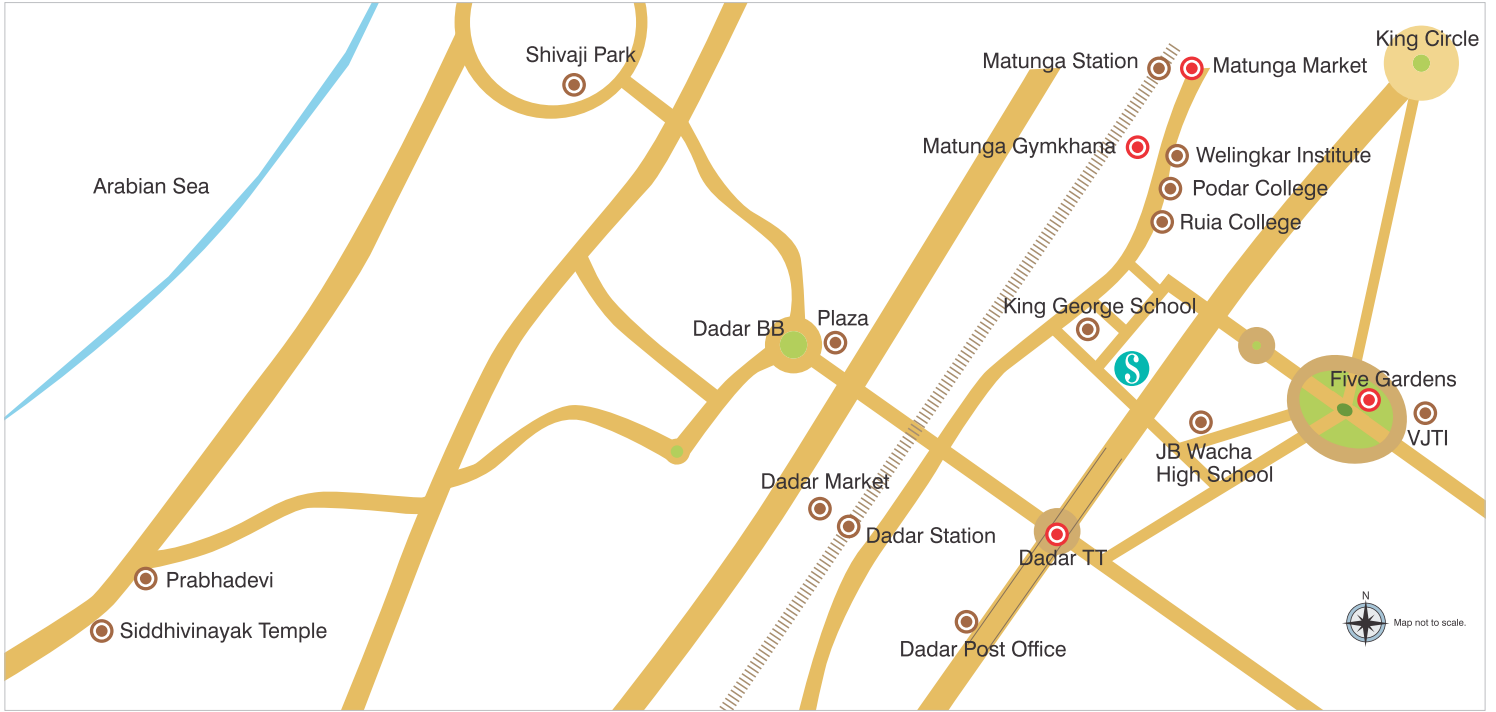 King Circle
Shivaji Park
Matunga Station
Matunga Market
Matunga Gymkhana
Welingkar Institute
Arabian Sea
Podar College
Ruia College
King George School
Plaza
Dadar BB
S
Five Gardens
VJTI
JB Wacha
High School
Dadar Market
Dadar Station
Dadar TT
Prabhadevi
N
Map not to scale.
Siddhivinayak Temple
Dadar Post Office